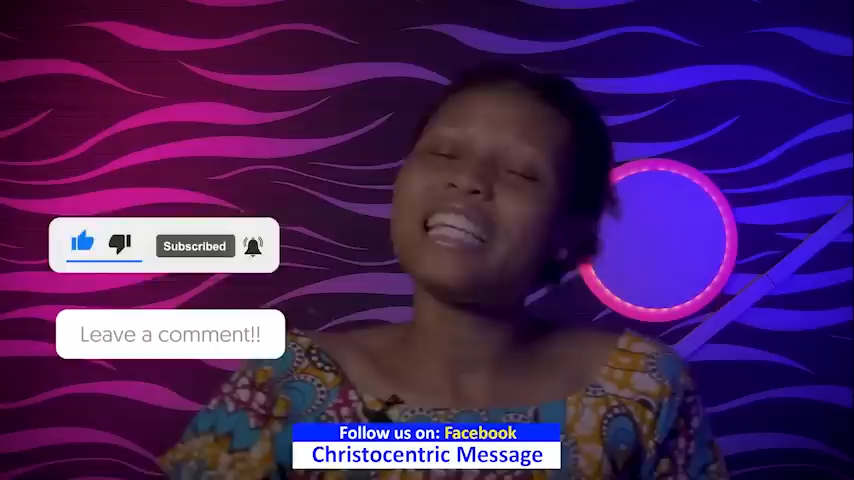 Subscribed
Leave a comment!!
Follow us on: Facebook
Christocentric Message